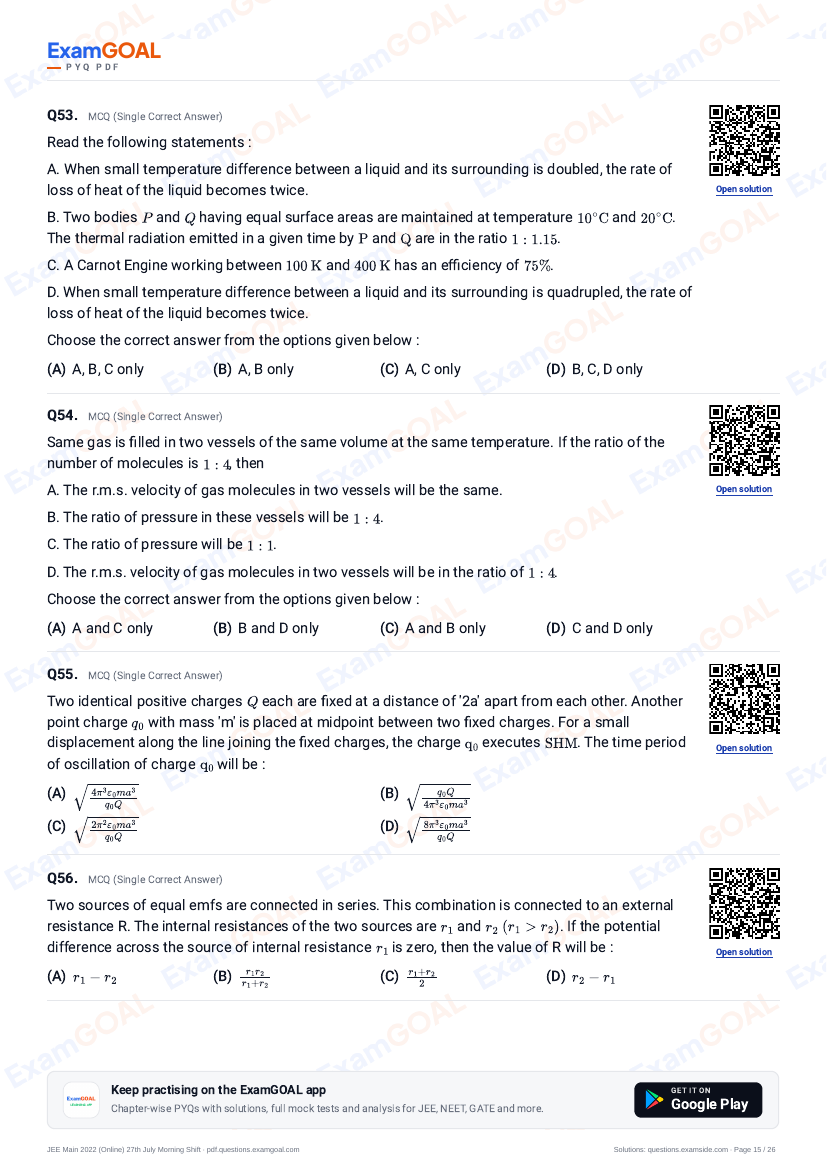 ExamGOAL
PYQ PDF
Q53. MCQ (Single Correct Answer)
Read the following statements :
A. When small temperature difference between a liquid and its surrounding is doubled, the rate of
loss of heat of the liquid becomes twice.
B. Two bodies P and Q having equal surface areas are maintained at temperature 10°C and 20°C.
The thermal radiation emitted in a given time by P and Q are in the ratio 1 : 1.15.
C. A Carnot Engine working between 100 K and 400 K has an efficiency of 75%.
D. When small temperature difference between a liquid and its surrounding is quadrupled, the rate of
loss of heat of the liquid becomes twice.
Choose the correct answer from the options given below :
(A) A, B, C only (B) A, B only (C) A, C only (D) B, C, D only
Open solution
Q54. MCQ (Single Correct Answer)
Same gas is filled in two vessels of the same volume at the same temperature. If the ratio of the
number of molecules is 1 : 4, then
A. The r.m.s. velocity of gas molecules in two vessels will be the same.
B. The ratio of pressure in these vessels will be 1 : 4.
C. The ratio of pressure will be 1 : 1.
D. The r.m.s. velocity of gas molecules in two vessels will be in the ratio of 1 : 4.
Choose the correct answer from the options given below :
(A) A and C only (B) B and D only (C) A and B only (D) C and D only
Open solution
Q55. MCQ (Single Correct Answer)
Two identical positive charges Q each are fixed at a distance of '2a' apart from each other. Another
point charge q₀ with mass 'm' is placed at midpoint between two fixed charges. For a small
displacement along the line joining the fixed charges, the charge q₀ executes SHM. The time period
of oscillation of charge q₀ will be :
(A) √(4π³ε₀ma³/q₀Q) (B) √(q₀Q/4π³ε₀ma³)
(C) √(2π²ε₀ma³/q₀Q) (D) √(8π³ε₀ma³/q₀Q)
Open solution
Q56. MCQ (Single Correct Answer)
Two sources of equal emfs are connected in series. This combination is connected to an external
resistance R. The internal resistances of the two sources are r₁ and r₂ (r₁ > r₂). If the potential
difference across the source of internal resistance r₁ is zero, then the value of R will be :
(A) r₁ − r₂ (B) r₁r₂/r₁+r₂ (C) r₁+r₂/2 (D) r₂ − r₁
Open solution
ExamGOAL
Keep practising on the ExamGOAL app
Chapter-wise PYQs with solutions, full mock tests and analysis for JEE, NEET, GATE and more.
GET IT ON
Google Play
JEE Main 2022 (Online) 27th July Morning Shift · pdf.questions.examgoal.com
Solutions: questions.examside.com · Page 15 / 26